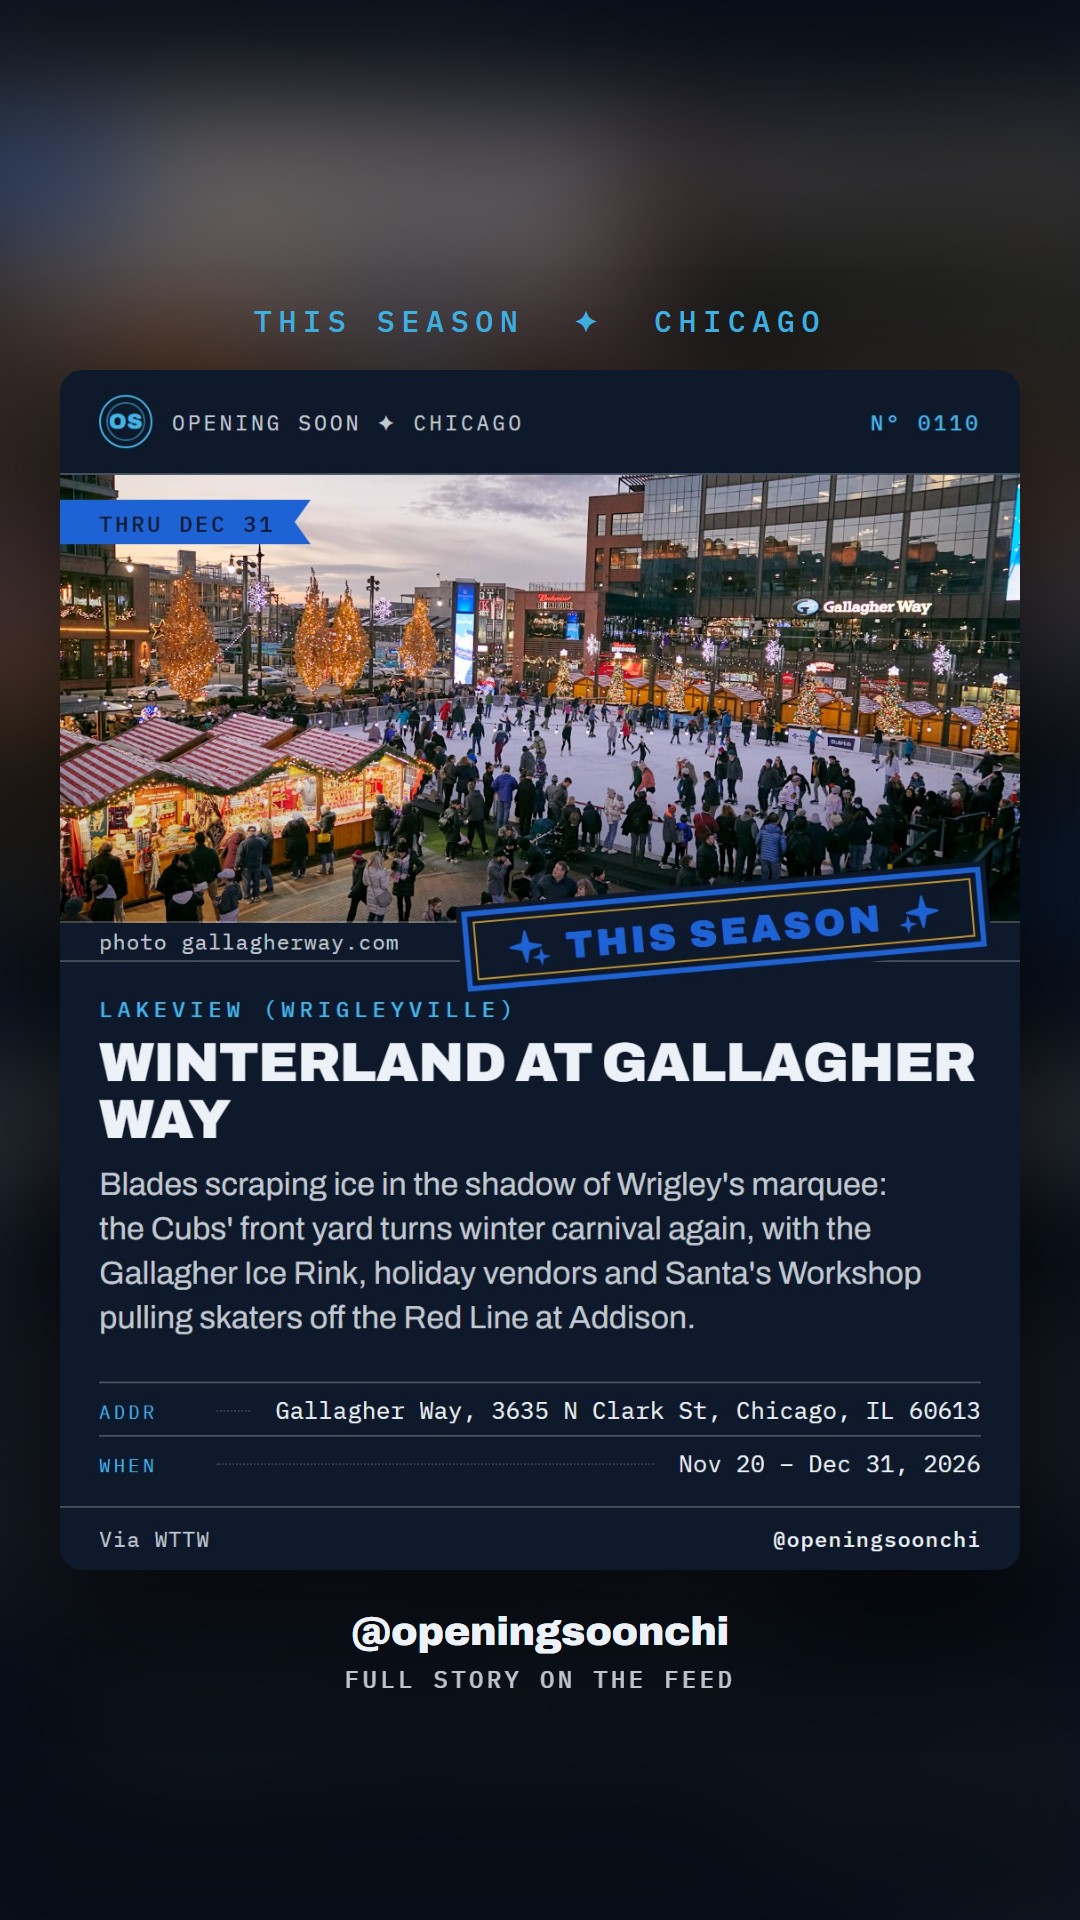 THIS SEASON ✦ CHICAGO
OS OPENING SOON ✦ CHICAGO N° 0110
THRU DEC 31
Budweiser
Gallagher Way
photo gallagherway.com
THIS SEASON
LAKEVIEW (WRIGLEYVILLE)
WINTERLAND AT GALLAGHER
WAY
Blades scraping ice in the shadow of Wrigley's marquee:
the Cubs' front yard turns winter carnival again, with the
Gallagher Ice Rink, holiday vendors and Santa's Workshop
pulling skaters off the Red Line at Addison.
ADDR Gallagher Way, 3635 N Clark St, Chicago, IL 60613
WHEN Nov 20 – Dec 31, 2026
Via WTTW @openingsoonchi
@openingsoonchi
FULL STORY ON THE FEED